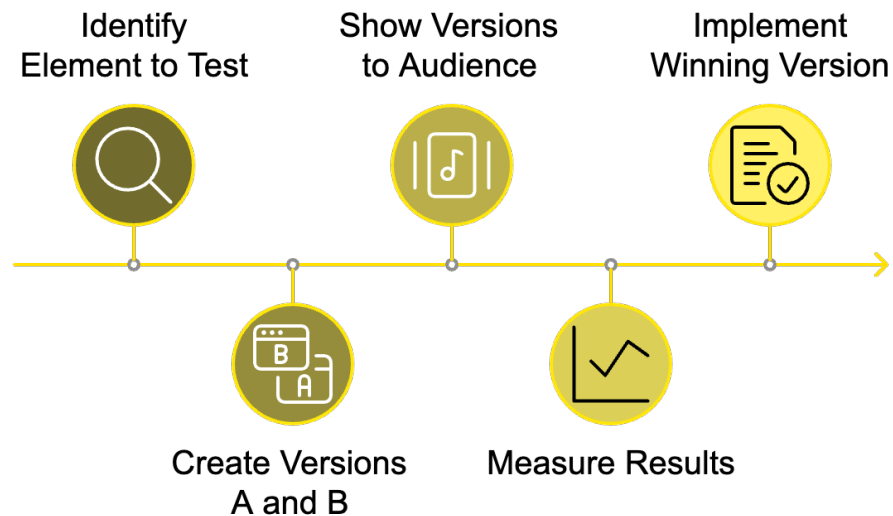 Identify
Element to Test
Show Versions
to Audience
Implement
Winning Version
B
A
Create Versions
A and B
Measure Results